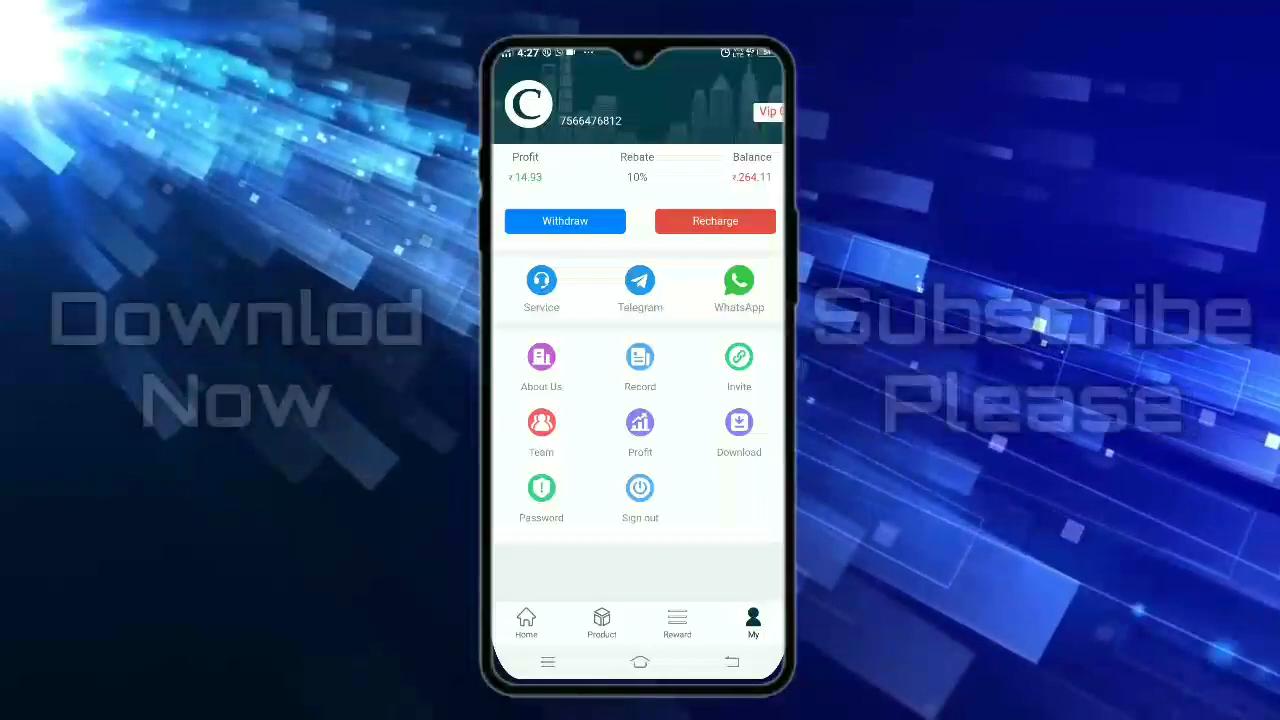 4:27
C
7566476812
Vip
Profit
Rebate
Balance
₹14.93
10%
₹.264.11
Withdraw
Recharge
Service
Telegram
WhatsApp
Downlod
Now
Subscribe
Please
About Us
Record
Invite
Team
Profit
Download
Password
Sign out
Home
Product
Reward
My